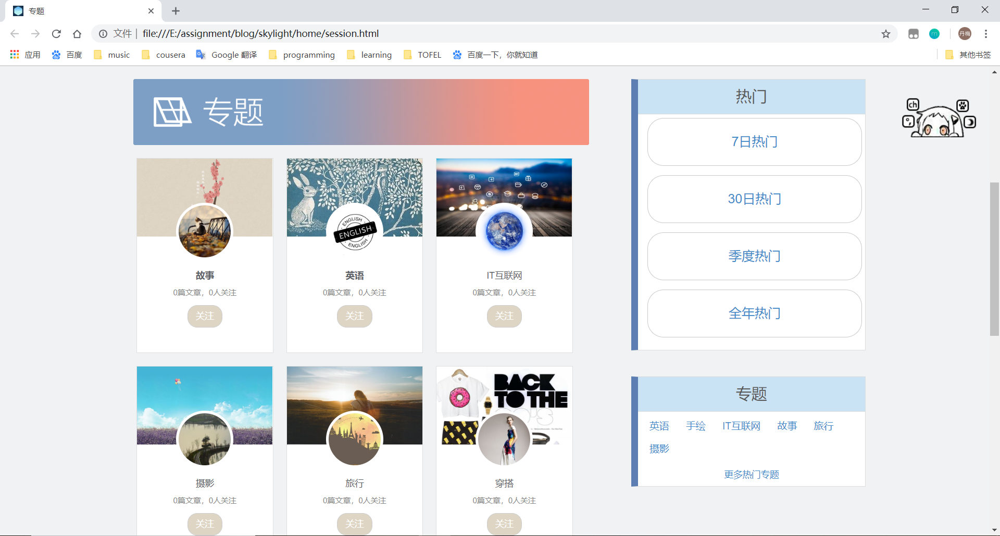 专题
文件 file:///E:/assignment/blog/skylight/home/session.html
丹梅
应用 百度 music cousera Google 翻译 programming learning TOFEL 百度一下，你就知道 其他书签
专题
ENGLISH
ENGLISH
ENGLISH
故事
0篇文章，0人关注
关注
英语
0篇文章，0人关注
关注
IT互联网
0篇文章，0人关注
关注
BACK
TO THE
摄影
0篇文章，0人关注
关注
旅行
0篇文章，0人关注
关注
穿搭
0篇文章，0人关注
关注
热门
7日热门
30日热门
季度热门
全年热门
专题
英语 手绘 IT互联网 故事 旅行
摄影
更多热门专题
ch